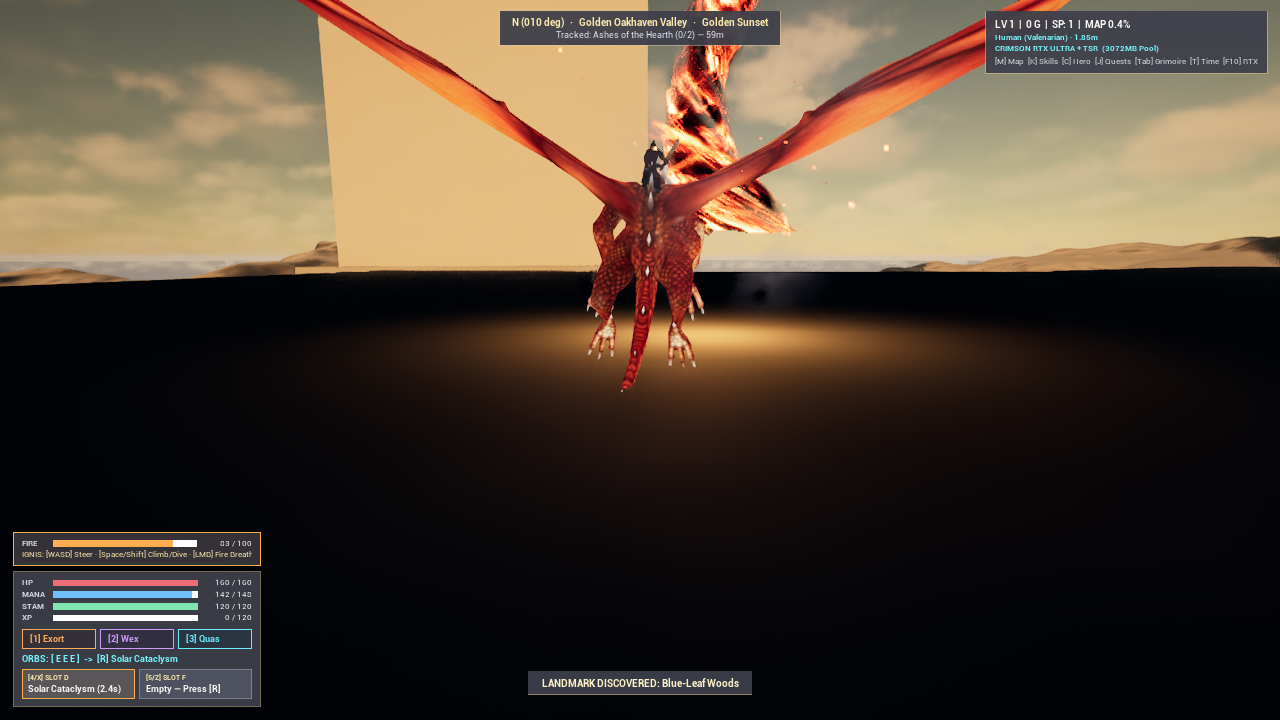 N (010 deg) · Golden Oakhaven Valley · Golden Sunset
Tracked: Ashes of the Hearth (0/2) — 59m
LV 1 | 0 G | SP: 1 | MAP 0.4%
Human (Valenarian) · 1.85m
CRIMSON RTX ULTRA + TSR (3072MB Pool)
[M] Map [K] Skills [C] Hero [J] Quests [Tab] Grimoire [T] Time [F10] RTX
FIRE 83 / 100
IGNIS: [WASD] Steer · [Space/Shift] Climb/Dive · [LMB] Fire Breath
HP 160 / 160
MANA 142 / 148
STAM 120 / 120
XP 0 / 120
[1] Exort [2] Wex [3] Quas
ORBS: [ E E E ] -> [R] Solar Cataclysm
[4/X] SLOT D [5/Z] SLOT F
Solar Cataclysm (2.4s) Empty — Press [R]
LANDMARK DISCOVERED: Blue-Leaf Woods